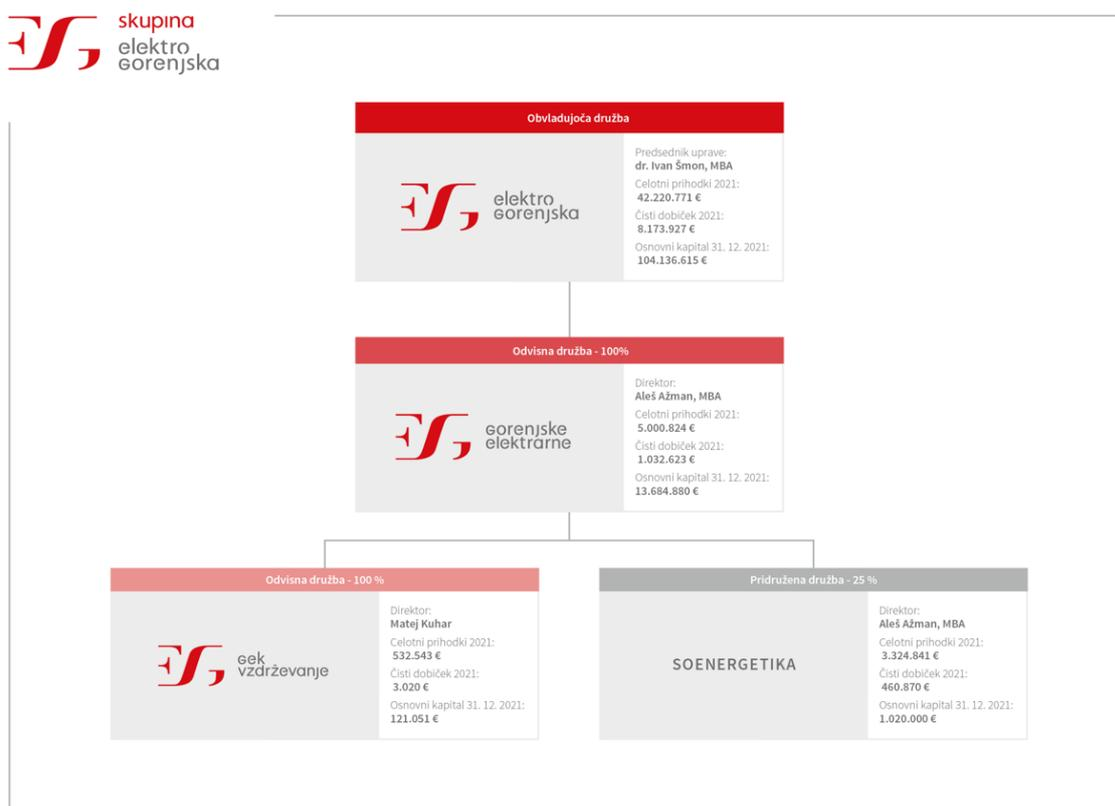 skupina
elektro
gorenjska
Obvladujoča družba
elektro
gorenjska
Predsednik uprave:
dr. Ivan Šmon, MBA
Celotni prihodki 2021:
42.220.771 €
Čisti dobiček 2021:
8.173.927 €
Osnovni kapital 31. 12. 2021:
104.136.615 €
Odvisna družba - 100%
gorenjske
elektrarne
Direktor:
Aleš Ažman, MBA
Celotni prihodki 2021:
5.000.824 €
Čisti dobiček 2021:
1.032.623 €
Osnovni kapital 31. 12. 2021:
13.684.880 €
Odvisna družba - 100 %
gek
vzdrževanje
Direktor:
Matej Kuhar
Celotni prihodki 2021:
532.543 €
Čisti dobiček 2021:
3.020 €
Osnovni kapital 31. 12. 2021:
121.051 €
Pridružena družba - 25 %
SOENERGETIKA
Direktor:
Aleš Ažman, MBA
Celotni prihodki 2021:
3.324.841 €
Čisti dobiček 2021:
460.870 €
Osnovni kapital 31. 12. 2021:
1.020.000 €